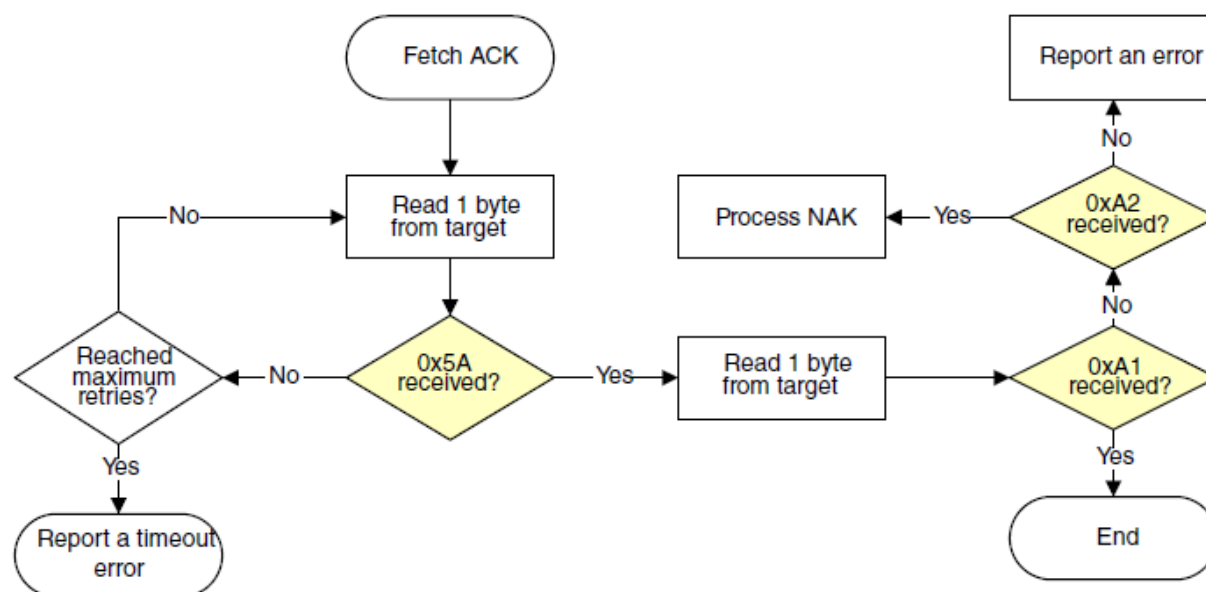 Fetch ACK
Report an error
No
Read 1 byte
from target
No
Process NAK
Yes
0xA2
received?
No
Reached
maximum
retries?
No
0x5A
received?
Yes
Read 1 byte
from target
0xA1
received?
Yes
Yes
Report a timeout
error
End